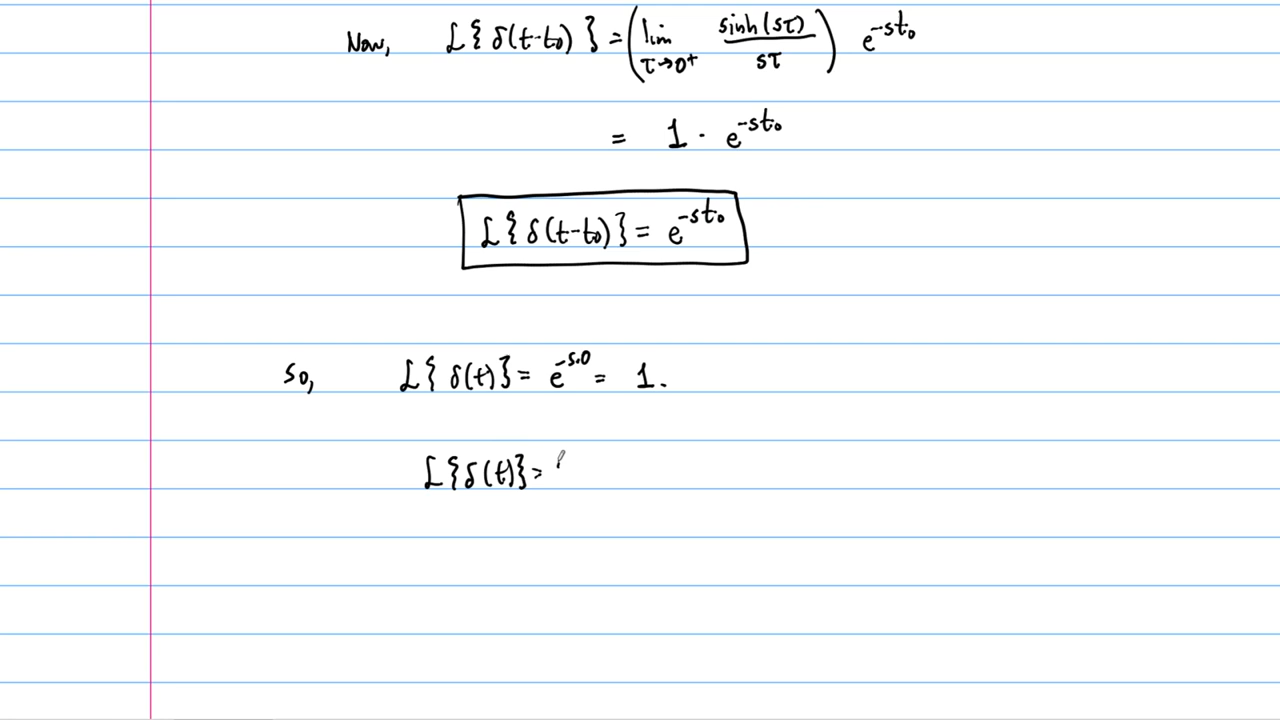 Now, ℒ{δ(t-t₀)} = (lim τ→0⁺ sinh(sτ)/sτ) e^{-st₀}
= 1 · e^{-st₀}
ℒ{δ(t-t₀)} = e^{-st₀}
So, ℒ{δ(t)} = e^{-s·0} = 1.
ℒ{δ(t)} =